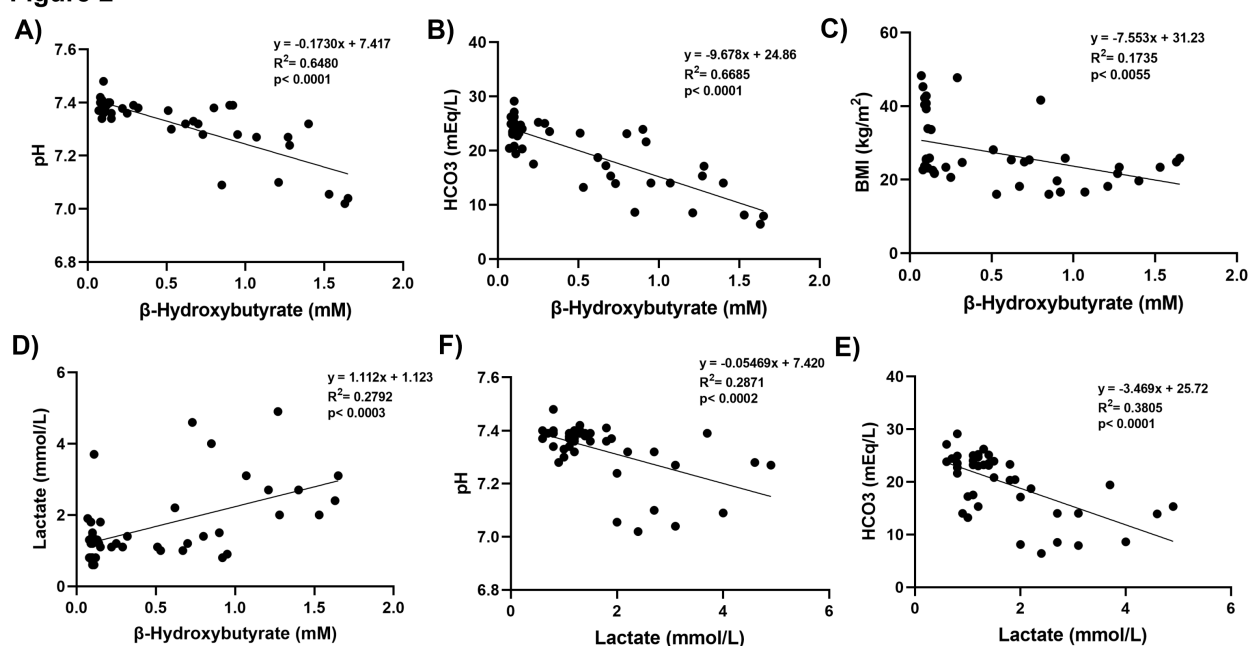 Figure 2
A)
y = -0.1730x + 7.417
R²= 0.6480
p< 0.0001
pH
7.6
7.4
7.2
7.0
6.8
0.0 0.5 1.0 1.5 2.0
β-Hydroxybutyrate (mM)
B)
y = -9.678x + 24.86
R²= 0.6685
p< 0.0001
HCO3 (mEq/L)
40
30
20
10
0
0.0 0.5 1.0 1.5 2.0
β-Hydroxybutyrate (mM)
C)
y = -7.553x + 31.23
R²= 0.1735
p< 0.0055
BMI (kg/m²)
60
40
20
0
0.0 0.5 1.0 1.5 2.0
β-Hydroxybutyrate (mM)
D)
y = 1.112x + 1.123
R²= 0.2792
p< 0.0003
Lactate (mmol/L)
6
4
2
0
0.0 0.5 1.0 1.5 2.0
β-Hydroxybutyrate (mM)
F)
y = -0.05469x + 7.420
R²= 0.2871
p< 0.0002
pH
7.6
7.4
7.2
7.0
6.8
0 2 4 6
Lactate (mmol/L)
E)
y = -3.469x + 25.72
R²= 0.3805
p< 0.0001
HCO3 (mEq/L)
40
30
20
10
0
0 2 4 6
Lactate (mmol/L)